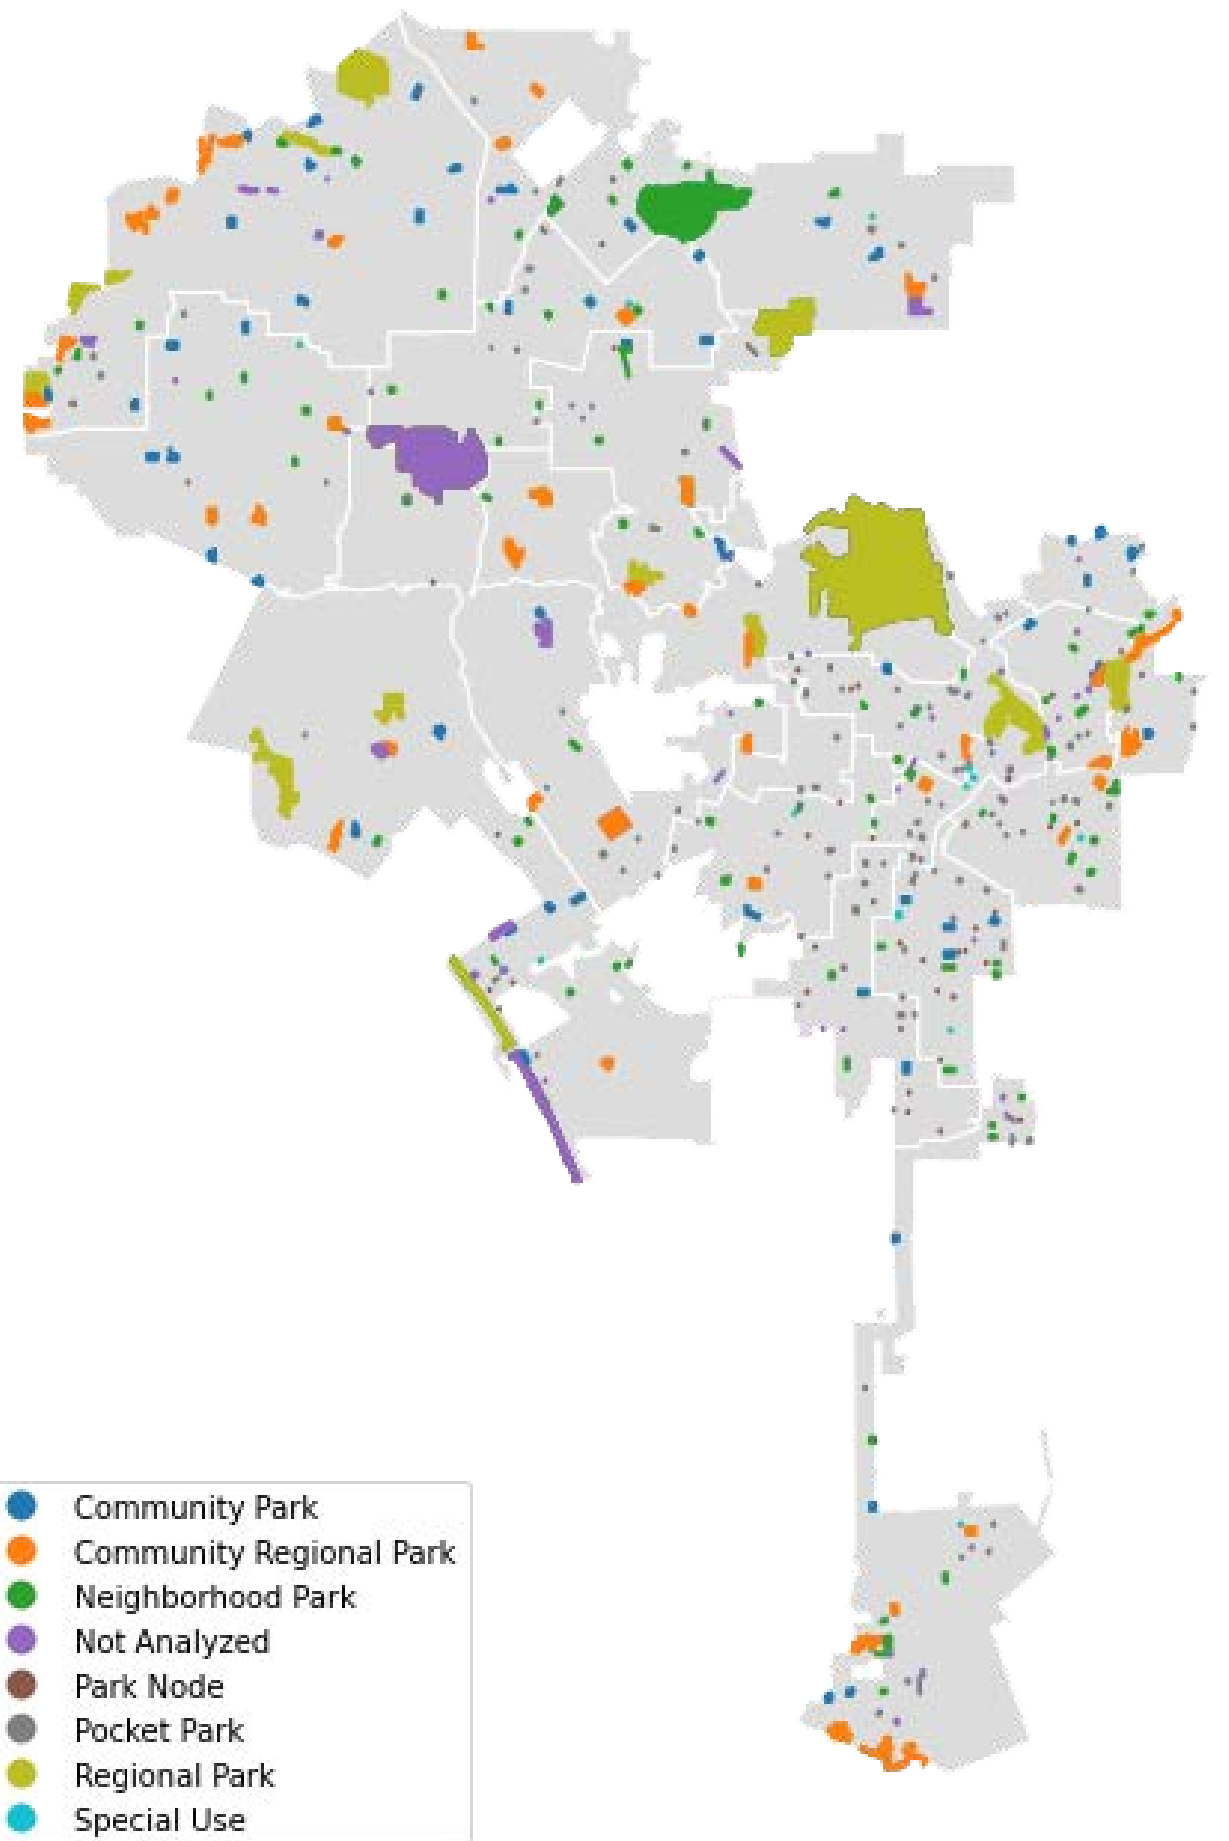 Community Park
Community Regional Park
Neighborhood Park
Not Analyzed
Park Node
Pocket Park
Regional Park
Special Use